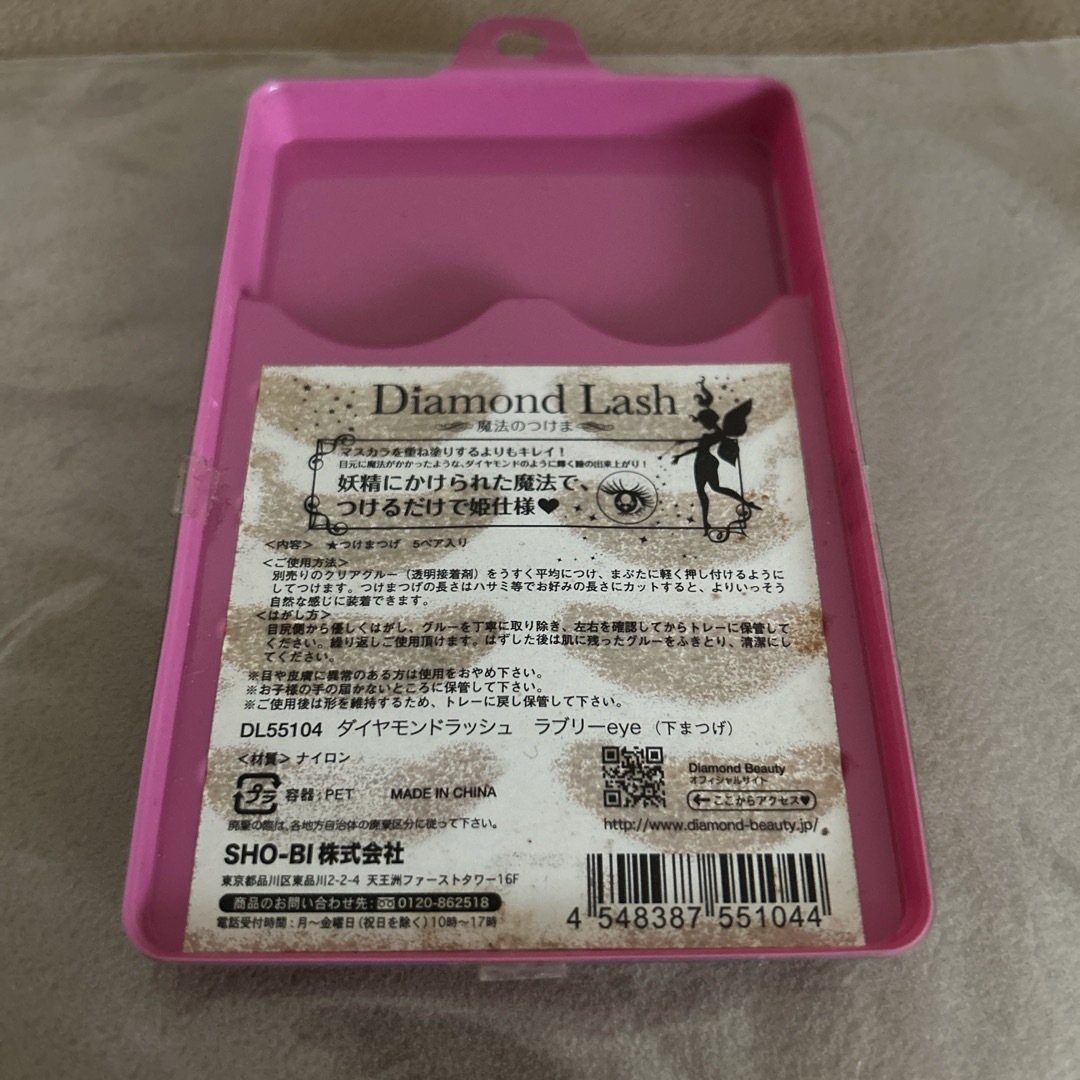 Diamond Lash
魔法のつけま
マスカラを重ね塗りするよりもキレイ！
目元に魔法がかかったような、ダイヤモンドのように輝く瞳の出来上がり！
妖精にかけられた魔法で、
つけるだけで姫仕様♥
＜内容＞ ★つけまつげ 5ペア入り
＜ご使用方法＞
別売りのクリアグルー（透明接着剤）をうすく平均につけ、まぶたに軽く押し付けるように
してつけます。つけまつげの長さはハサミ等でお好みの長さにカットすると、よりいっそう
自然な感じに装着できます。
＜はがし方＞
目尻側から優しくはがし、グルーを丁寧に取り除き、左右を確認してからトレーに保管して
ください。繰り返しご使用頂けます。はずした後は肌に残ったグルーをふきとり、清潔にし
てください。
※目や皮膚に異常のある方は使用をおやめ下さい。
※お子様の手の届かないところに保管して下さい。
※ご使用後は形を維持するため、トレーに戻し保管して下さい。
DL55104 ダイヤモンドラッシュ ラブリーeye（下まつげ）
＜材質＞ナイロン
プラ 容器：PET MADE IN CHINA
廃棄の際は、各地方自治体の廃棄区分に従って下さい。
Diamond Beauty
オフィシャルサイト
ここからアクセス♥
http://www.diamond-beauty.jp/
SHO-BI株式会社
東京都品川区東品川2-2-4 天王洲ファーストタワー16F
商品のお問い合わせ先：0120-862518
電話受付時間：月～金曜日（祝日を除く）10時～17時
4 548387 551044